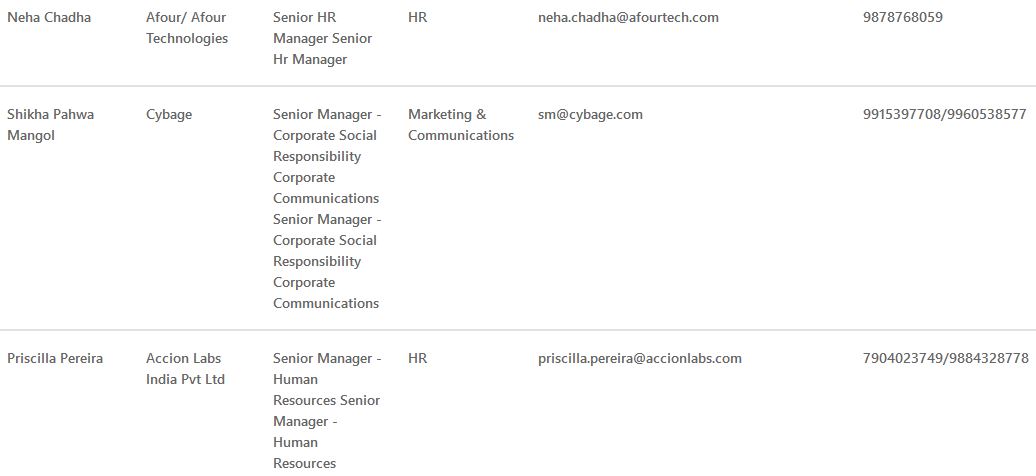 Neha Chadha
Afour/ Afour
Technologies
Senior HR
Manager Senior
Hr Manager
HR
neha.chadha@afourtech.com
9878768059
Shikha Pahwa
Mangol
Cybage
Senior Manager -
Corporate Social
Responsibility
Corporate
Communications
Senior Manager -
Corporate Social
Responsibility
Corporate
Communications
Marketing &
Communications
sm@cybage.com
9915397708/9960538577
Priscilla Pereira
Accion Labs
India Pvt Ltd
Senior Manager -
Human
Resources Senior
Manager -
Human
Resources
HR
priscilla.pereira@accionlabs.com
7904023749/9884328778